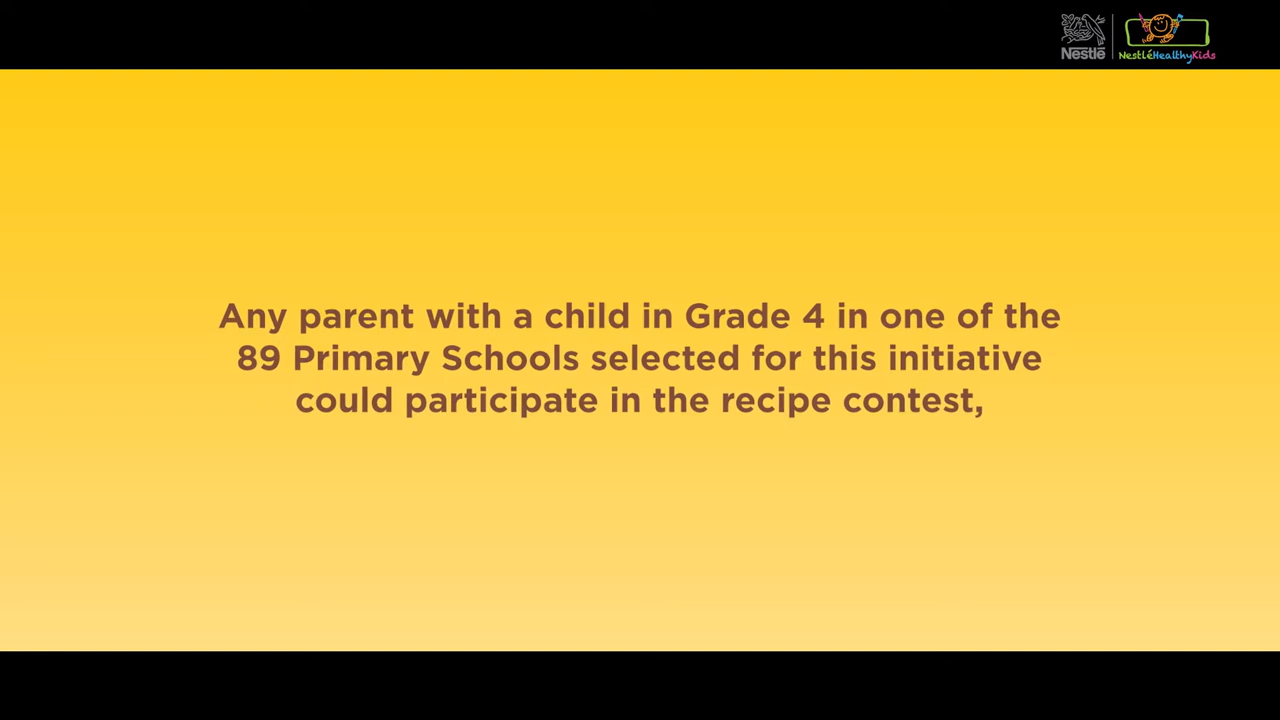 Nestlé
NestléHealthyKids
Any parent with a child in Grade 4 in one of the
89 Primary Schools selected for this initiative
could participate in the recipe contest,